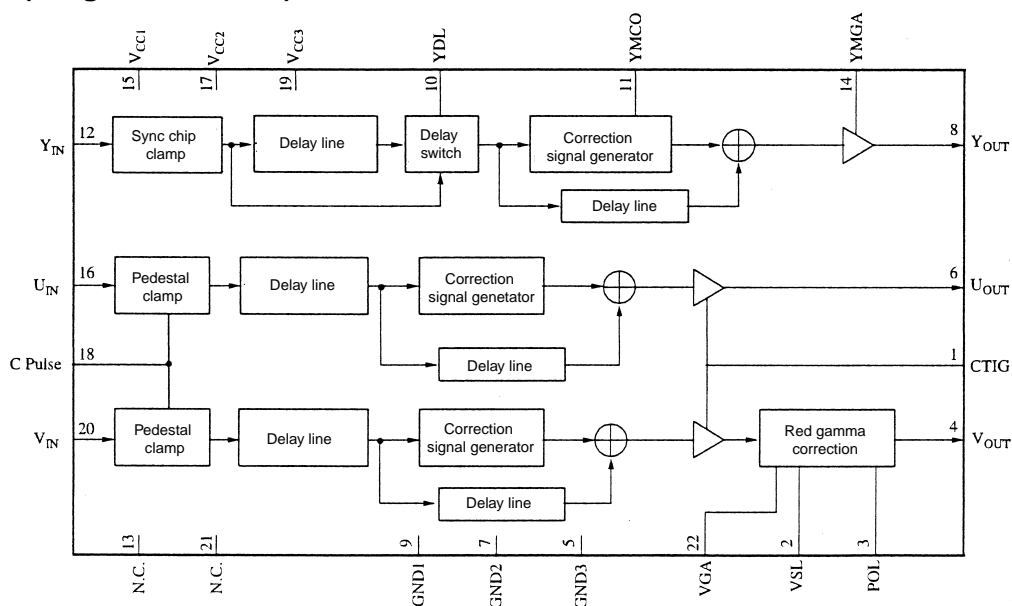 VCC1
VCC2
VCC3
YDL
YMCO
YMGA
15
17
19
10
11
14
YIN
12
Sync chip
clamp
Delay line
Delay
switch
Correction
signal generator
8
YOUT
Delay line
UIN
16
Pedestal
clamp
Delay line
Correction
signal genetator
6
UOUT
Delay line
C Pulse
18
1
CTIG
VIN
20
Pedestal
clamp
Delay line
Correction
signal generator
Red gamma
correction
4
VOUT
Delay line
13
21
9
7
5
22
2
3
N.C.
N.C.
GND1
GND2
GND3
VGA
VSL
POL